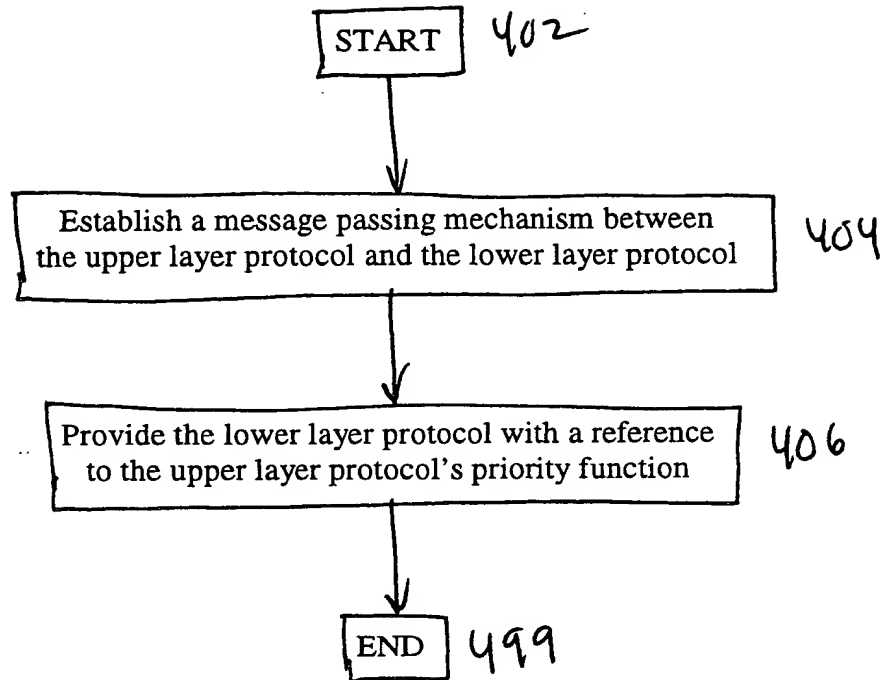 START 402
Establish a message passing mechanism between
the upper layer protocol and the lower layer protocol
404
Provide the lower layer protocol with a reference
to the upper layer protocol's priority function
406
END 499